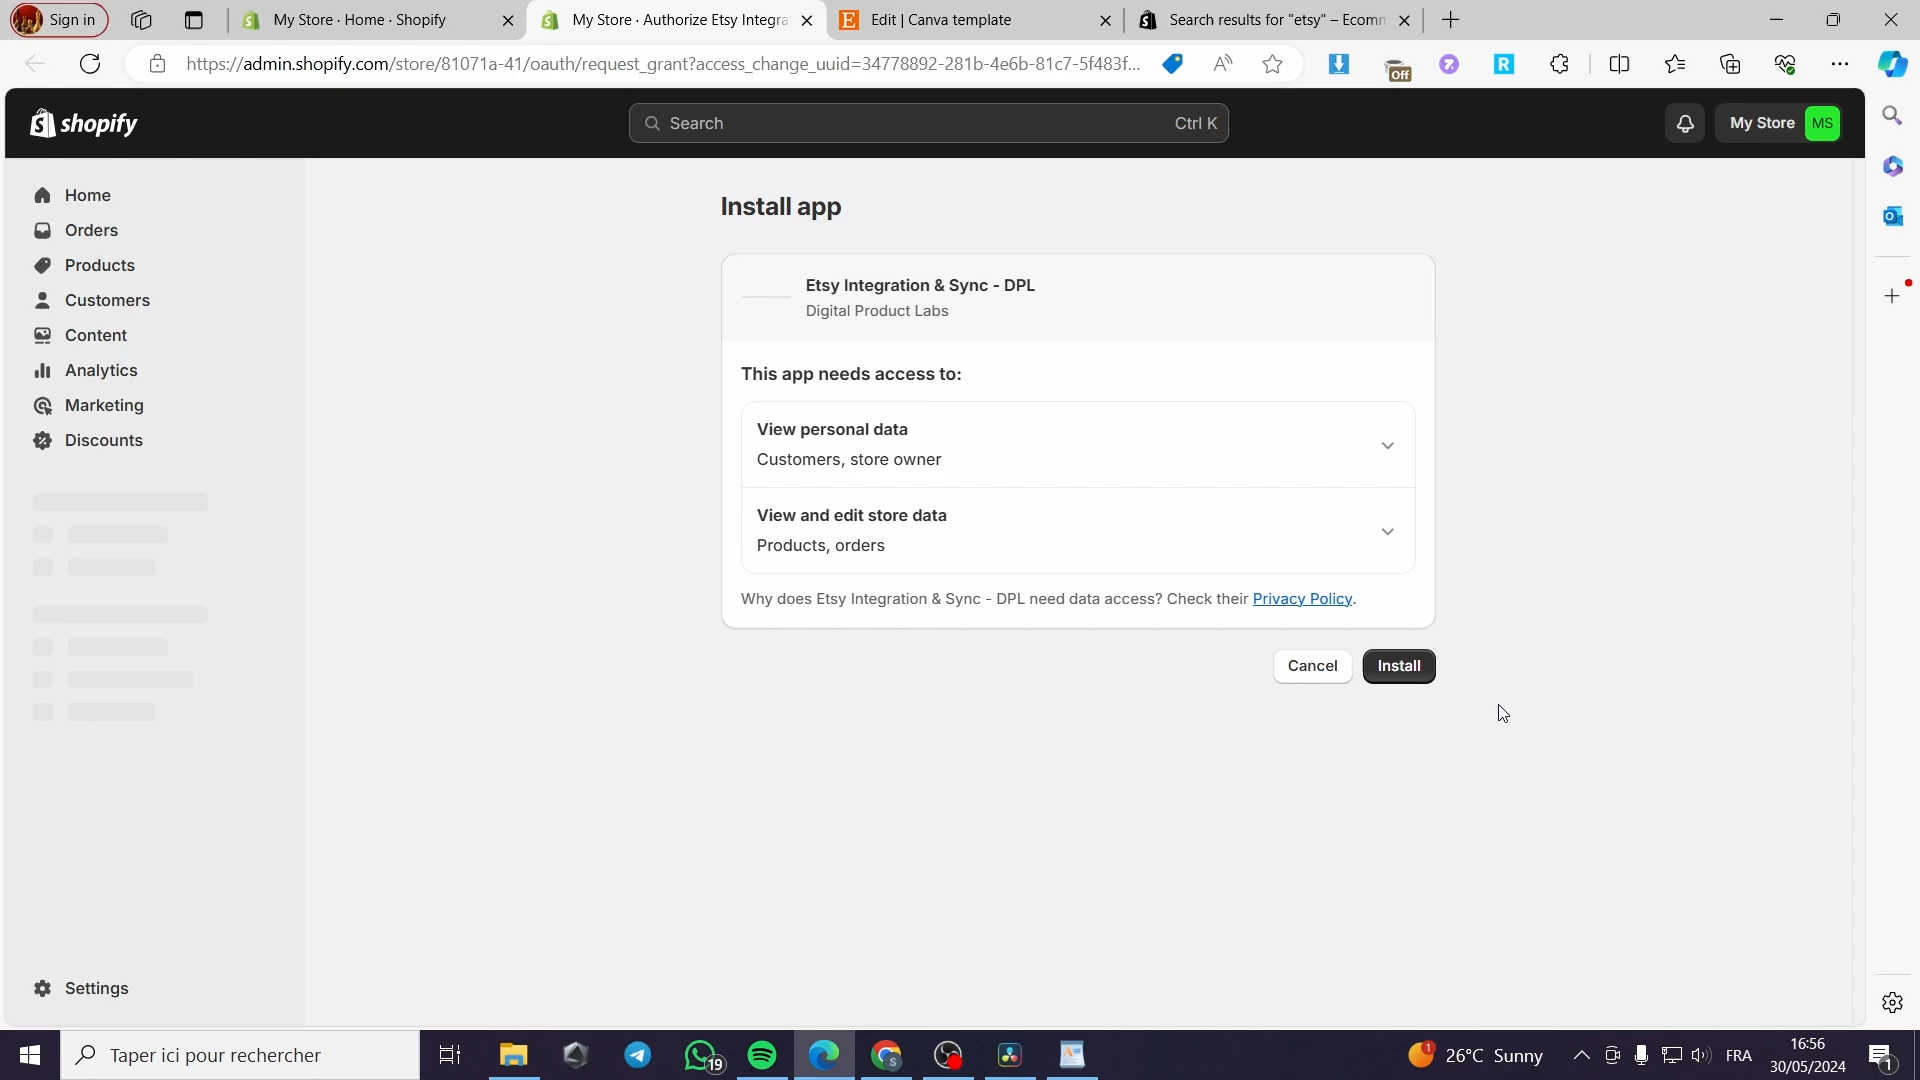 Sign in
My Store · Home · Shopify
My Store · Authorize Etsy Integra
Edit | Canva template
Search results for "etsy" – Ecomm
https://admin.shopify.com/store/81071a-41/oauth/request_grant?access_change_uuid=34778892-281b-4e6b-81c7-5f483f...
Off
shopify
Search
Ctrl K
My Store
MS
Home
Orders
Products
Customers
Content
Analytics
Marketing
Discounts
Settings
Install app
Etsy Integration & Sync - DPL
Digital Product Labs
This app needs access to:
View personal data
Customers, store owner
View and edit store data
Products, orders
Why does Etsy Integration & Sync - DPL need data access? Check their Privacy Policy.
Cancel
Install
Taper ici pour rechercher
19
1
26°C Sunny
FRA
16:56
30/05/2024
1